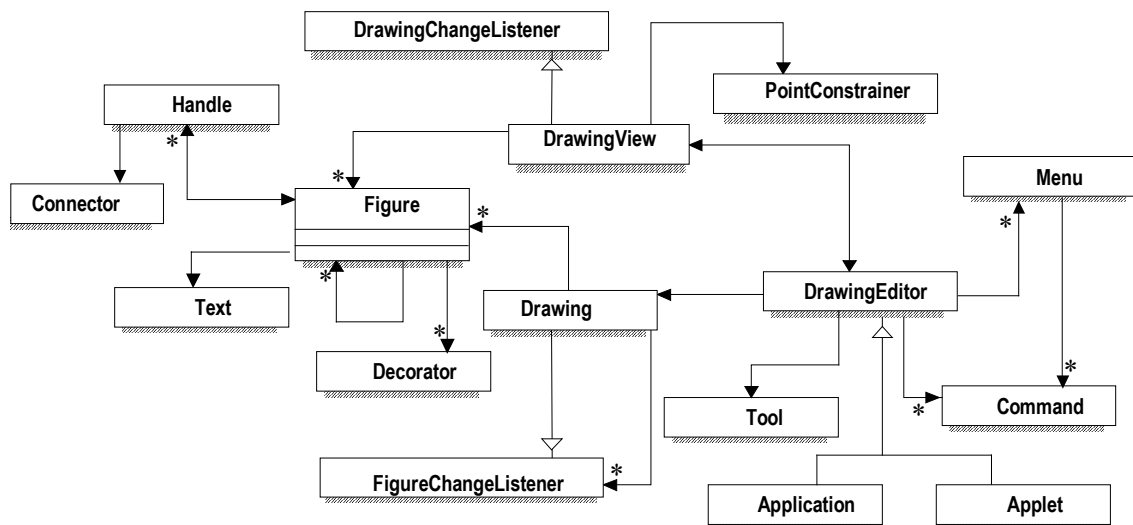 DrawingChangeListener
PointConstrainer
Handle
*
DrawingView
Connector
*
Figure
*
Menu
*
*
Text
*
Drawing
DrawingEditor
Decorator
*
*
Tool
*
Command
FigureChangeListener
*
Application
Applet